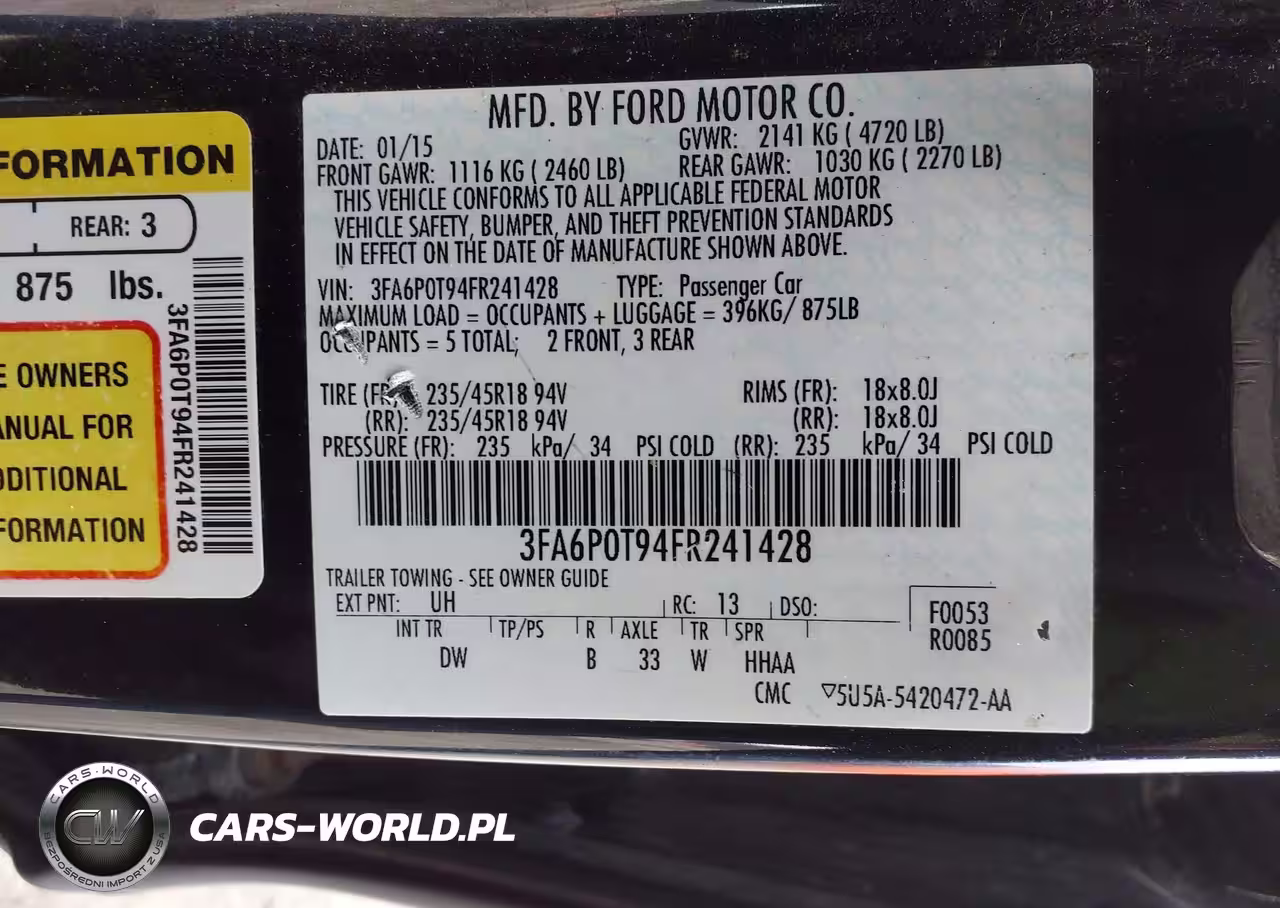 FORMATION
REAR: 3
875 lbs.
E OWNERS
ANUAL FOR
DDITIONAL
FORMATION
3FA6P0T94FR241428
MFD. BY FORD MOTOR CO.
DATE: 01/15 GVWR: 2141 KG ( 4720 LB)
FRONT GAWR: 1116 KG ( 2460 LB) REAR GAWR: 1030 KG ( 2270 LB)
THIS VEHICLE CONFORMS TO ALL APPLICABLE FEDERAL MOTOR
VEHICLE SAFETY, BUMPER, AND THEFT PREVENTION STANDARDS
IN EFFECT ON THE DATE OF MANUFACTURE SHOWN ABOVE.
VIN: 3FA6P0T94FR241428 TYPE: Passenger Car
MAXIMUM LOAD = OCCUPANTS + LUGGAGE = 396KG/ 875LB
OCCUPANTS = 5 TOTAL; 2 FRONT, 3 REAR
TIRE (FR): 235/45R18 94V RIMS (FR): 18x8.0J
(RR): 235/45R18 94V (RR): 18x8.0J
PRESSURE (FR): 235 kPa/ 34 PSI COLD (RR): 235 kPa/ 34 PSI COLD
3FA6P0T94FR241428
TRAILER TOWING - SEE OWNER GUIDE
EXT PNT: UH RC: 13 DSO: F0053
R0085
INT TR TP/PS R AXLE TR SPR
DW B 33 W HHAA
CMC ▽5U5A-5420472-AA
CARS-WORLD
CW
BEZPOŚREDNI IMPORT Z USA
CARS-WORLD.PL